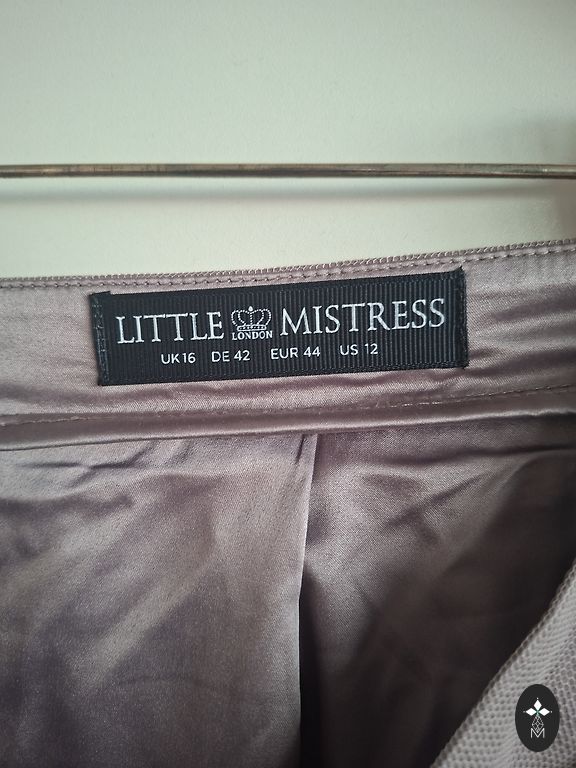 LITTLE MISTRESS
LONDON
UK16 DE 42 EUR 44 US 12
M